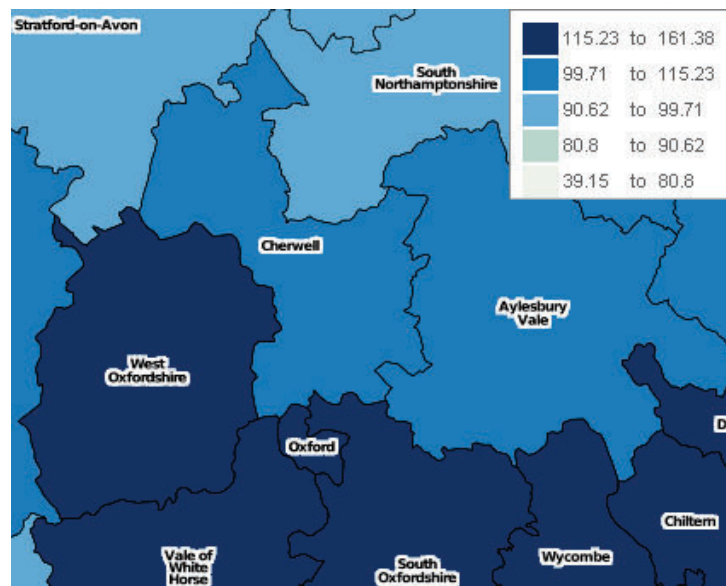 Stratford-on-Avon
South
Northamptonshire
115.23 to 161.38
99.71 to 115.23
90.62 to 99.71
80.8 to 90.62
39.15 to 80.8
Cherwell
Aylesbury
Vale
West
Oxfordshire
D
Oxford
Chiltern
Vale of
White
Horse
South
Oxfordshire
Wycombe